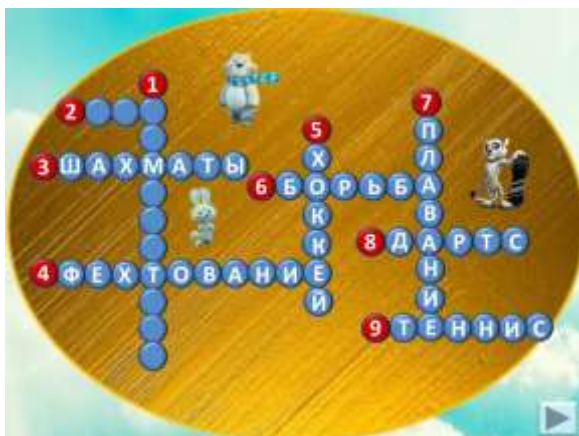 1
2
3 ШАХМАТЫ
4 ФЕХТОВАНИЕ
5 ХОККЕЙ
6 БОРЬБА
7 ПЛАВАНИЕ
8 ДАРТС
9 ТЕННИС